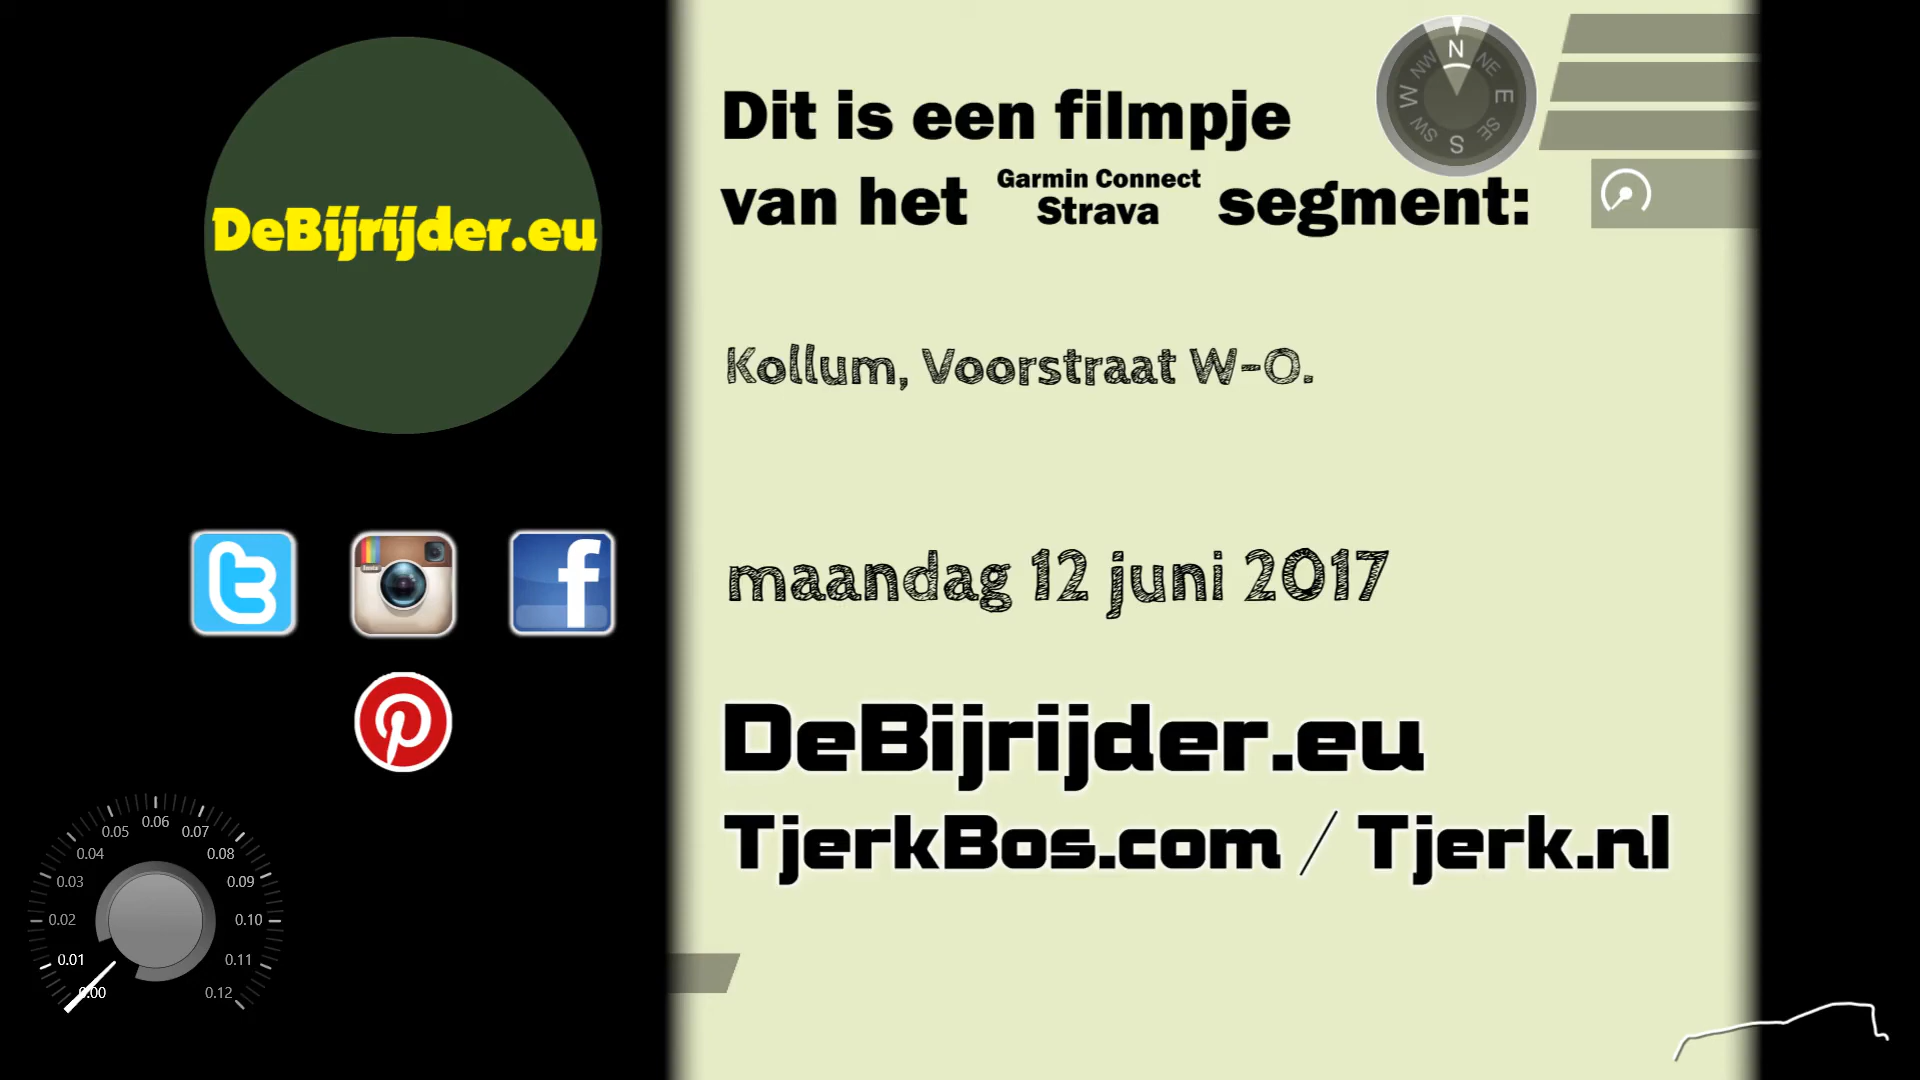 DeBijrijder.eu
Dit is een filmpje
van het Garmin Connect Strava segment:
N
NE
E
SE
S
SW
W
NW
Kollum, Voorstraat W-O.
maandag 12 juni 2017
Insta
DeBijrijder.eu
TjerkBos.com / Tjerk.nl
0.00
0.01
0.02
0.03
0.04
0.05
0.06
0.07
0.08
0.09
0.10
0.11
0.12